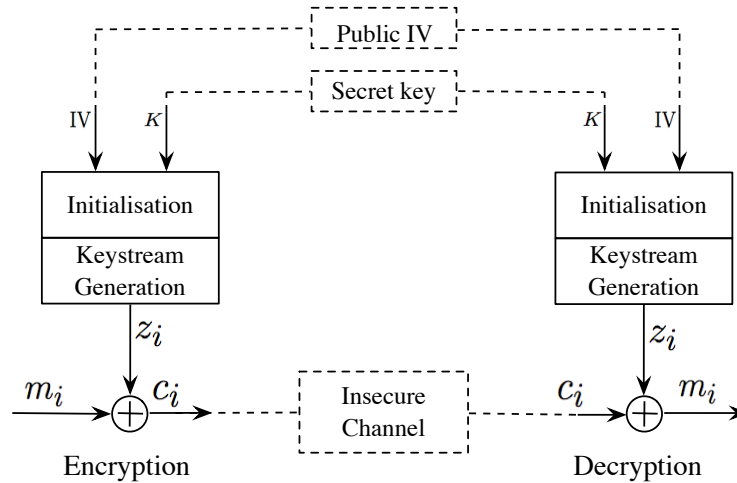 Public IV
Secret key
IV K
K IV
Initialisation
Keystream
Generation
Initialisation
Keystream
Generation
z_i
z_i
m_i c_i
Insecure
Channel
c_i m_i
Encryption
Decryption